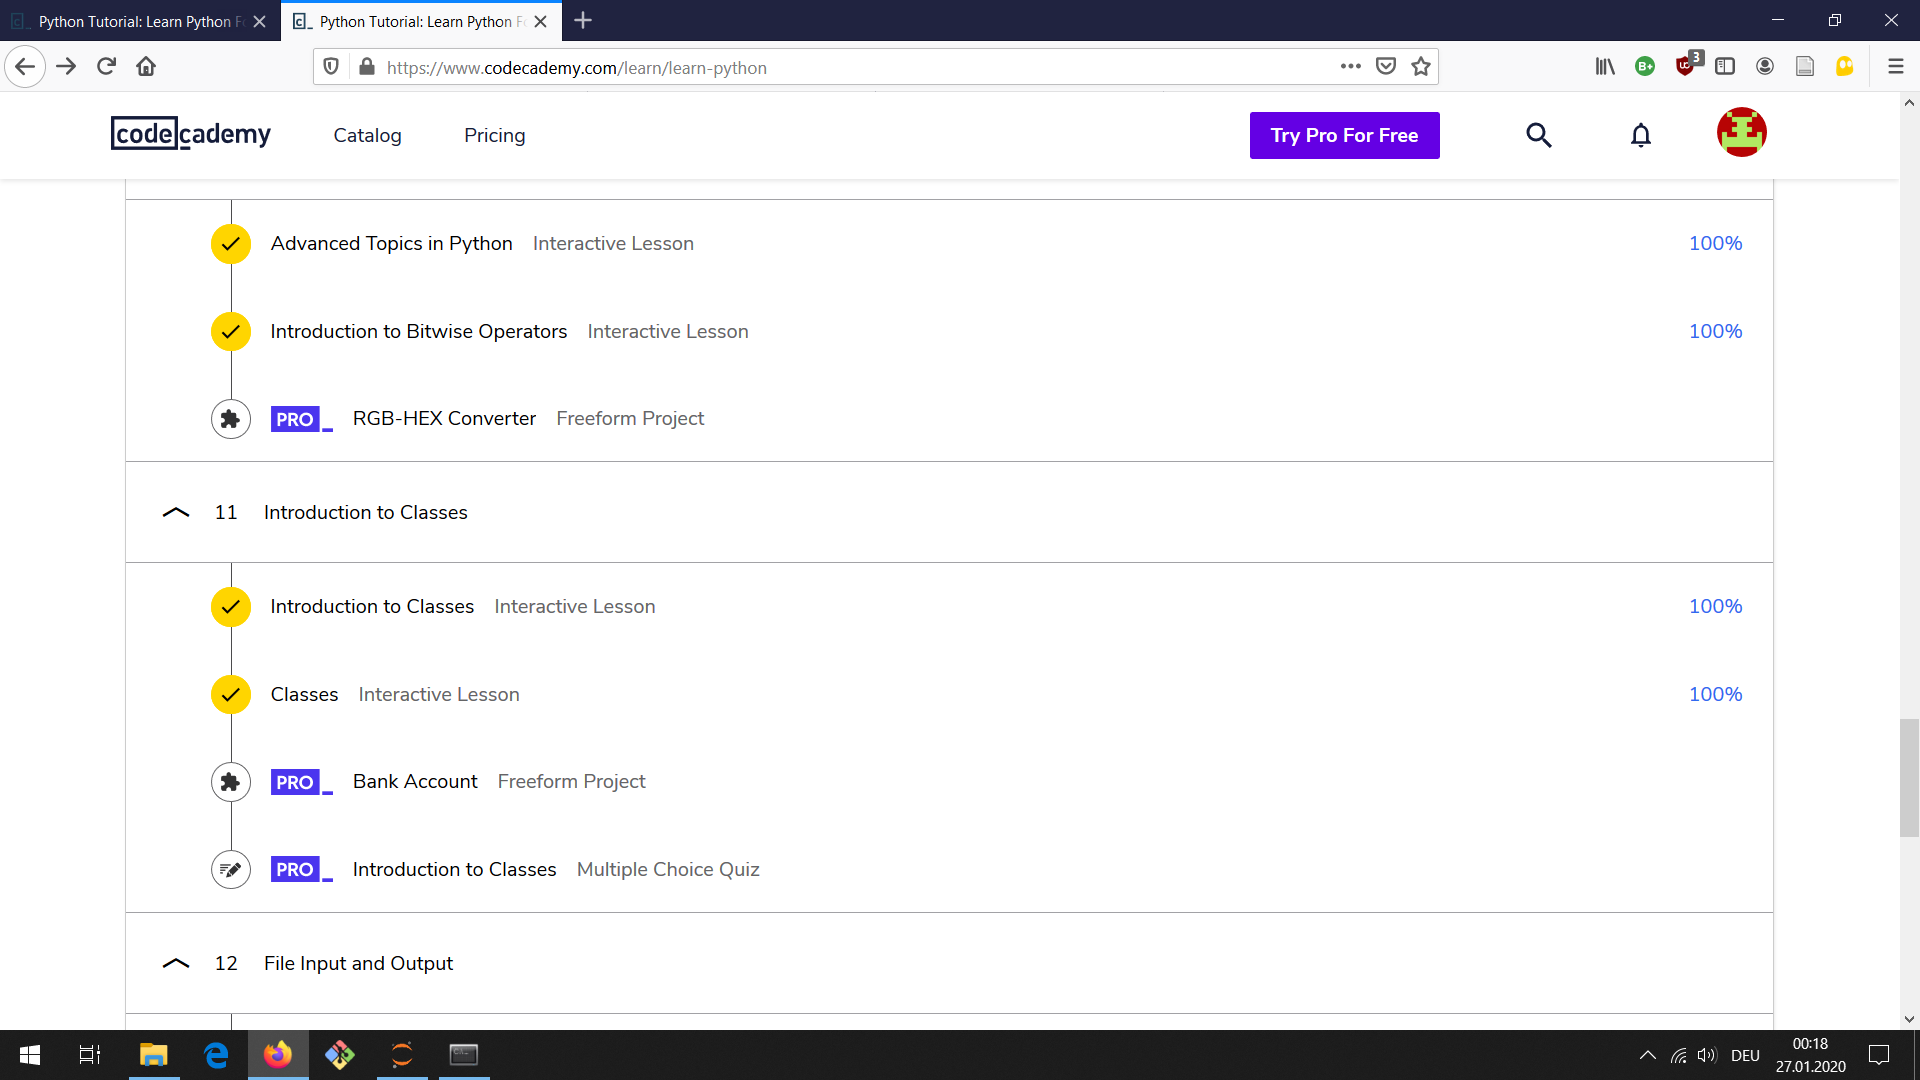 Python Tutorial: Learn Python F
Python Tutorial: Learn Python F
https://www.codecademy.com/learn/learn-python
B+
3
codecademy
Catalog
Pricing
Try Pro For Free
Advanced Topics in Python Interactive Lesson 100%
Introduction to Bitwise Operators Interactive Lesson 100%
PRO_ RGB-HEX Converter Freeform Project
11 Introduction to Classes
Introduction to Classes Interactive Lesson 100%
Classes Interactive Lesson 100%
PRO_ Bank Account Freeform Project
PRO_ Introduction to Classes Multiple Choice Quiz
12 File Input and Output
DEU
00:18
27.01.2020